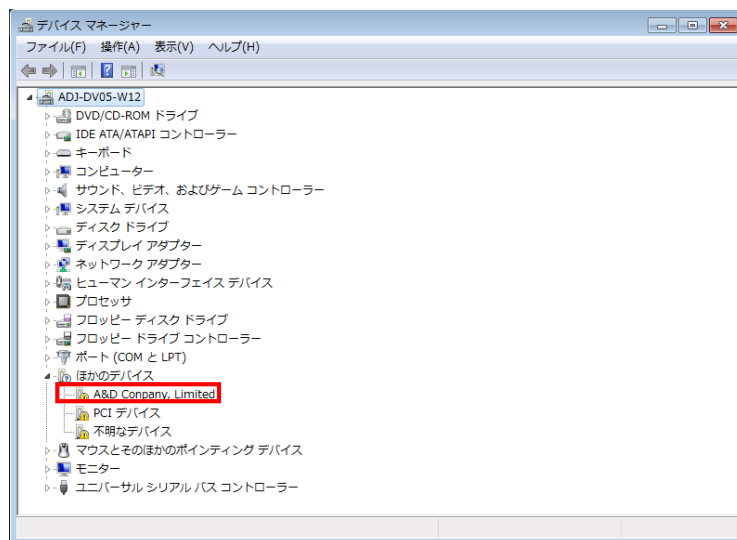 デバイス マネージャー
ファイル(F) 操作(A) 表示(V) ヘルプ(H)
ADJ-DV05-W12
DVD/CD-ROM ドライブ
IDE ATA/ATAPI コントローラー
キーボード
コンピューター
サウンド、ビデオ、およびゲーム コントローラー
システム デバイス
ディスク ドライブ
ディスプレイ アダプター
ネットワーク アダプター
ヒューマン インターフェイス デバイス
プロセッサ
フロッピー ディスク ドライブ
フロッピー ドライブ コントローラー
ポート (COM と LPT)
ほかのデバイス
A&D Conpany, Limited
PCI デバイス
不明なデバイス
マウスとそのほかのポインティング デバイス
モニター
ユニバーサル シリアル バス コントローラー